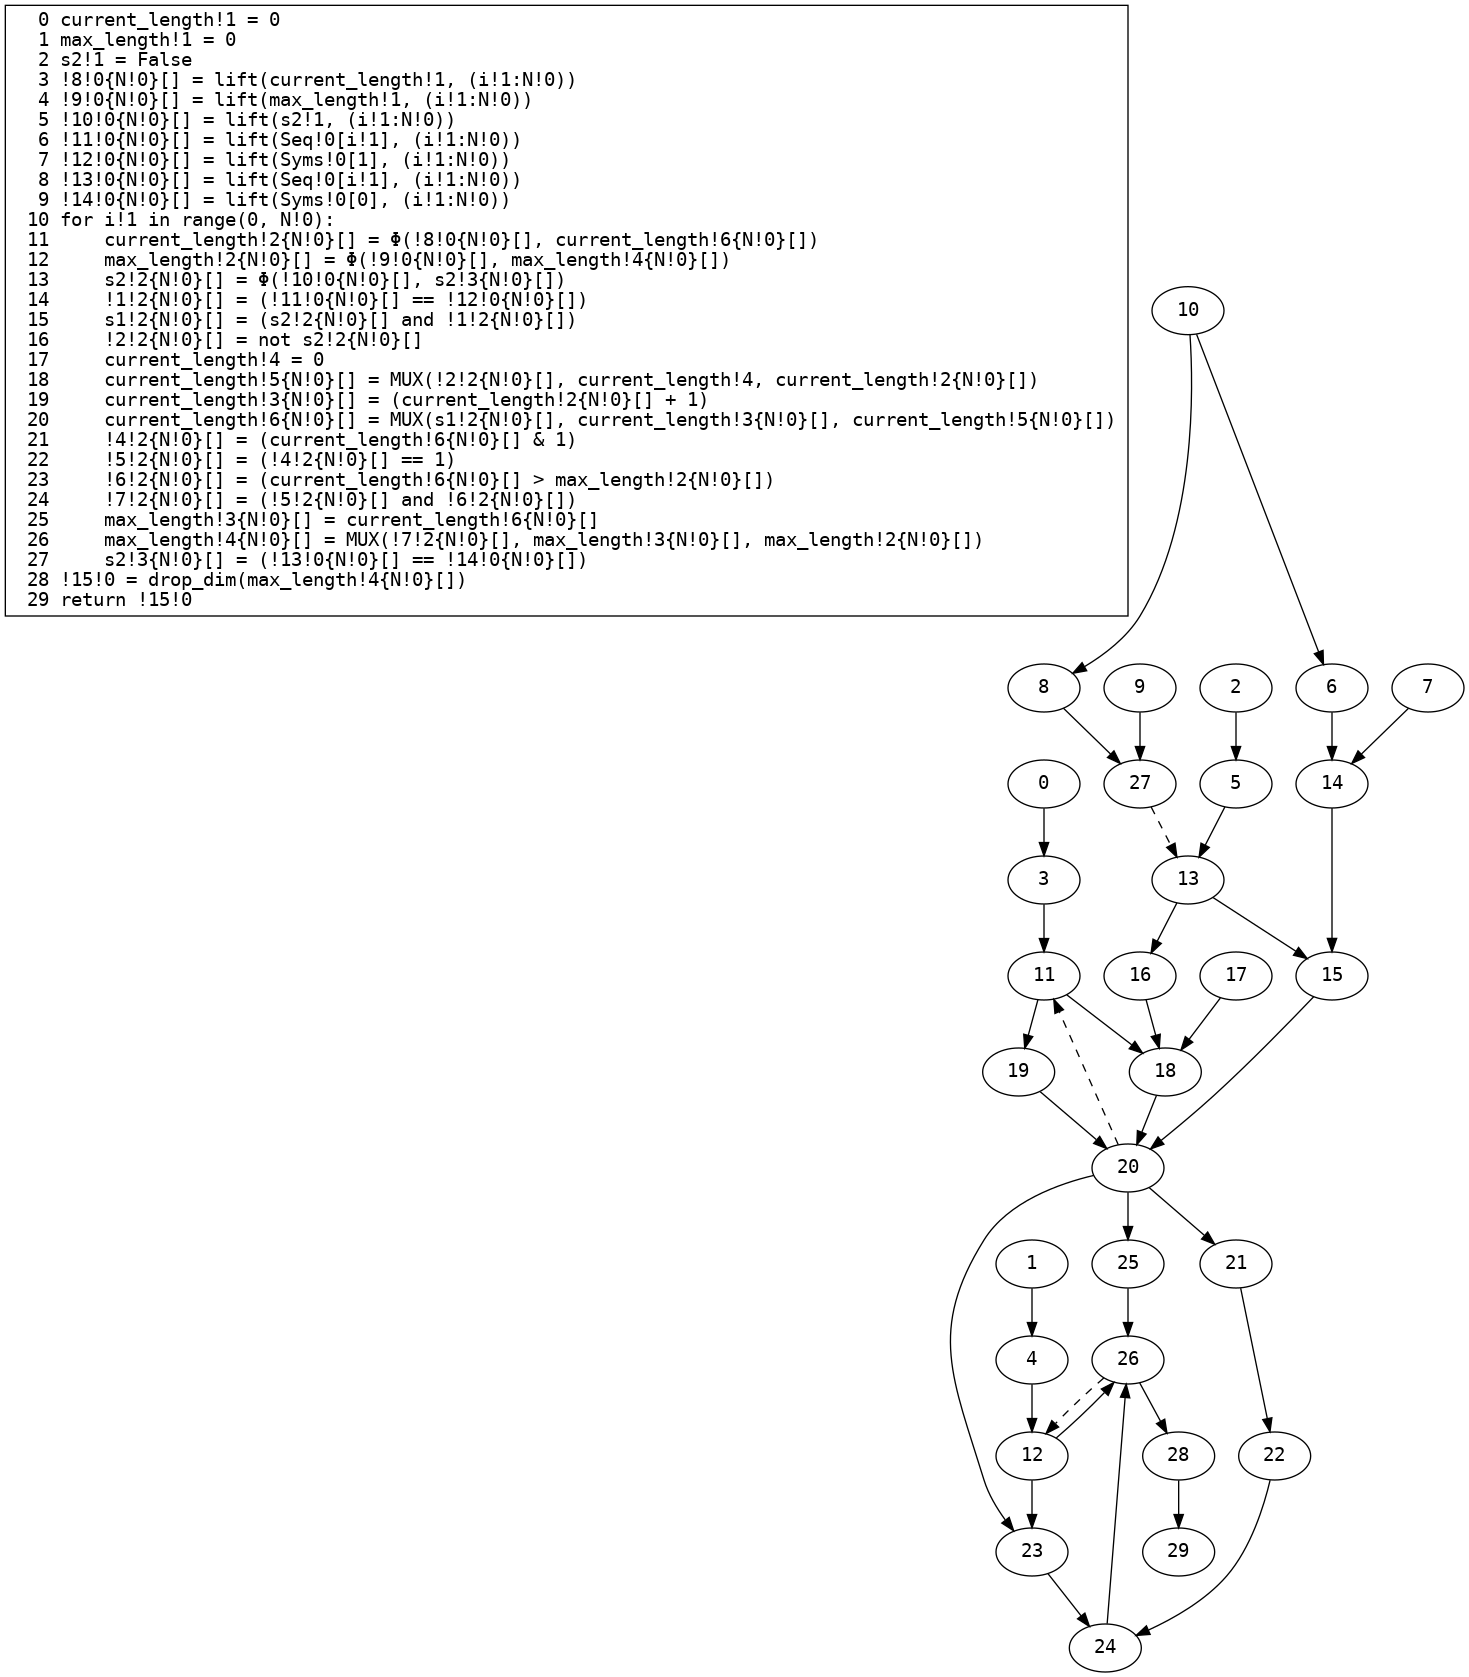 0 current_length!1 = 0
1 max_length!1 = 0
2 s2!1 = False
3 !8!0{N!0}[] = lift(current_length!1, (i!1:N!0))
4 !9!0{N!0}[] = lift(max_length!1, (i!1:N!0))
5 !10!0{N!0}[] = lift(s2!1, (i!1:N!0))
6 !11!0{N!0}[] = lift(Seq!0[i!1], (i!1:N!0))
7 !12!0{N!0}[] = lift(Syms!0[1], (i!1:N!0))
8 !13!0{N!0}[] = lift(Seq!0[i!1], (i!1:N!0))
9 !14!0{N!0}[] = lift(Syms!0[0], (i!1:N!0))
10 for i!1 in range(0, N!0):
11     current_length!2{N!0}[] = Φ(!8!0{N!0}[], current_length!6{N!0}[])
12     max_length!2{N!0}[] = Φ(!9!0{N!0}[], max_length!4{N!0}[])
13     s2!2{N!0}[] = Φ(!10!0{N!0}[], s2!3{N!0}[])
14     !1!2{N!0}[] = (!11!0{N!0}[] == !12!0{N!0}[])
15     s1!2{N!0}[] = (s2!2{N!0}[] and !1!2{N!0}[])
16     !2!2{N!0}[] = not s2!2{N!0}[]
17     current_length!4 = 0
18     current_length!5{N!0}[] = MUX(!2!2{N!0}[], current_length!4, current_length!2{N!0}[])
19     current_length!3{N!0}[] = (current_length!2{N!0}[] + 1)
20     current_length!6{N!0}[] = MUX(s1!2{N!0}[], current_length!3{N!0}[], current_length!5{N!0}[])
21     !4!2{N!0}[] = (current_length!6{N!0}[] & 1)
22     !5!2{N!0}[] = (!4!2{N!0}[] == 1)
23     !6!2{N!0}[] = (current_length!6{N!0}[] > max_length!2{N!0}[])
24     !7!2{N!0}[] = (!5!2{N!0}[] and !6!2{N!0}[])
25     max_length!3{N!0}[] = current_length!6{N!0}[]
26     max_length!4{N!0}[] = MUX(!7!2{N!0}[], max_length!3{N!0}[], max_length!2{N!0}[])
27     s2!3{N!0}[] = (!13!0{N!0}[] == !14!0{N!0}[])
28 !15!0 = drop_dim(max_length!4{N!0}[])
29 return !15!0
10
8
9
2
6
7
0
27
5
14
3
13
11
16
17
15
19
18
20
1
25
21
4
26
12
28
22
23
29
24